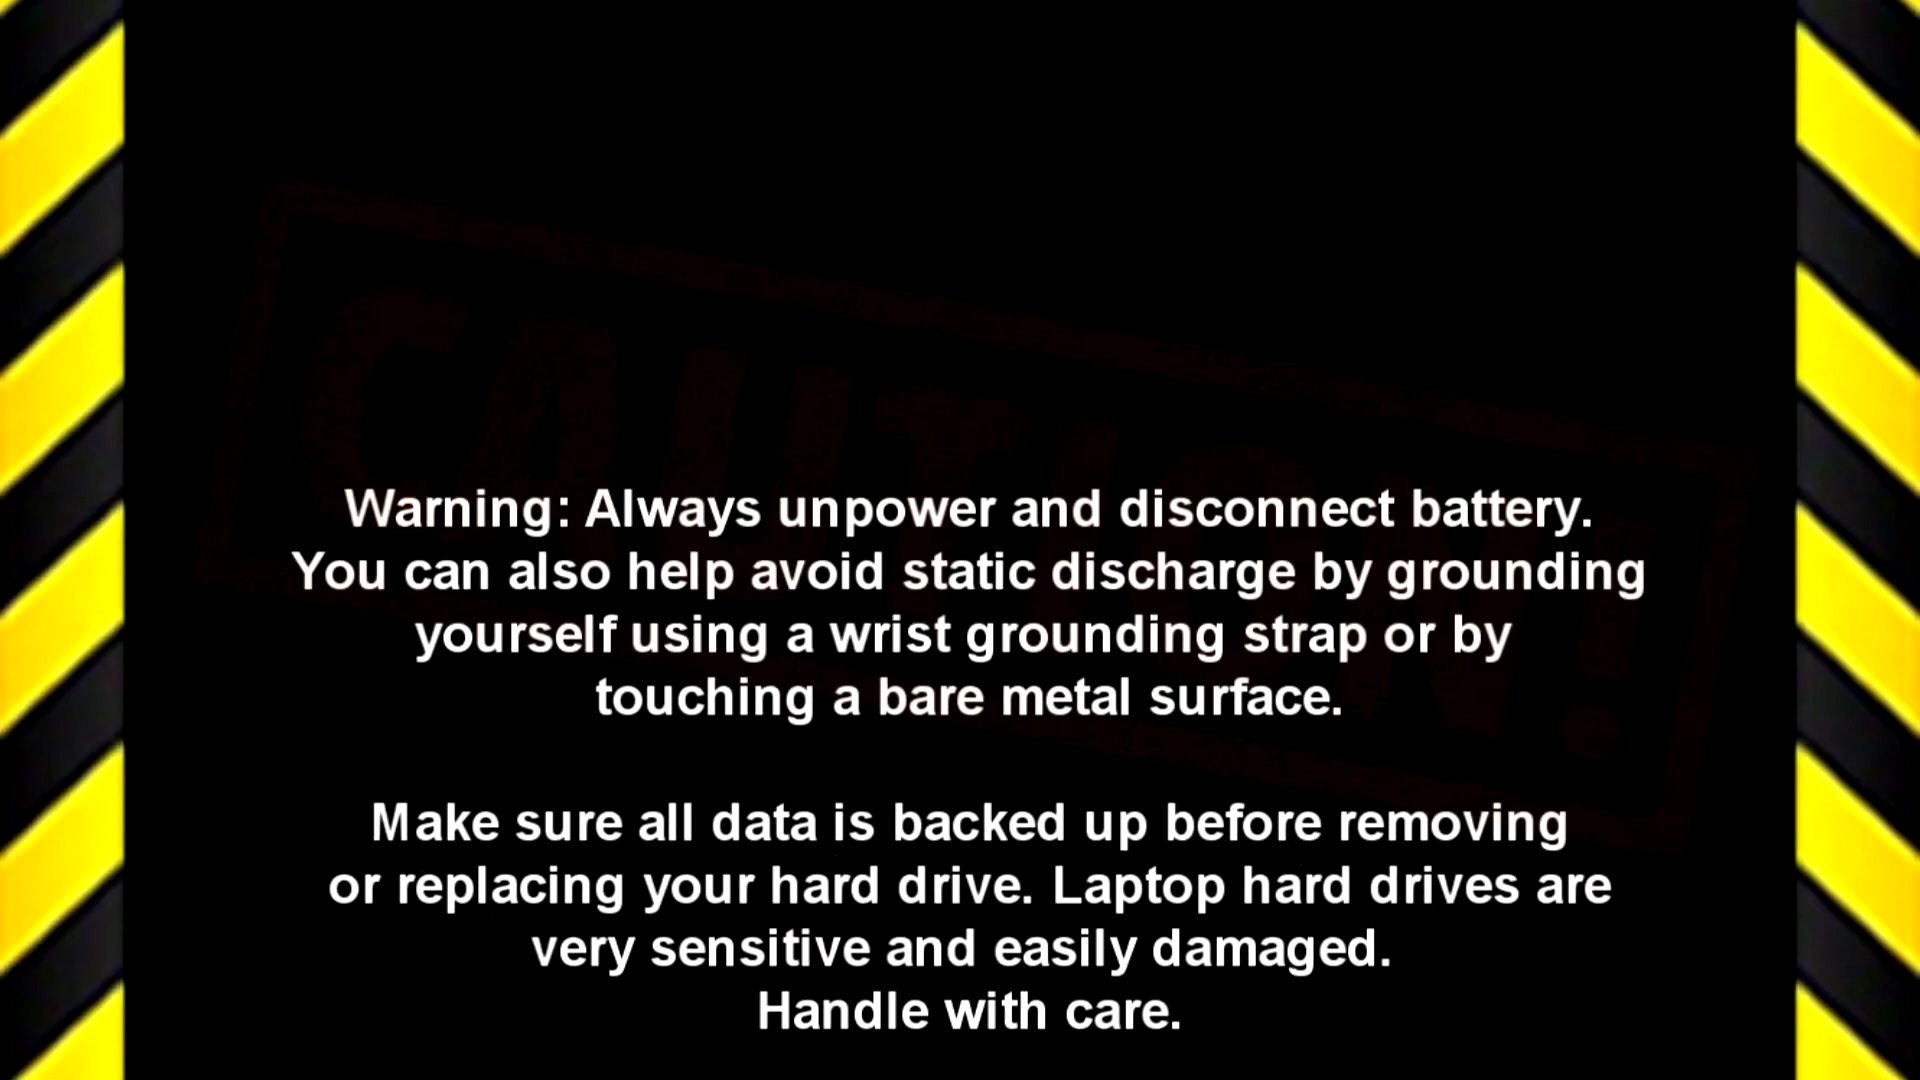 CAUTION!
Warning: Always unpower and disconnect battery.
You can also help avoid static discharge by grounding
yourself using a wrist grounding strap or by
touching a bare metal surface.
Make sure all data is backed up before removing
or replacing your hard drive. Laptop hard drives are
very sensitive and easily damaged.
Handle with care.